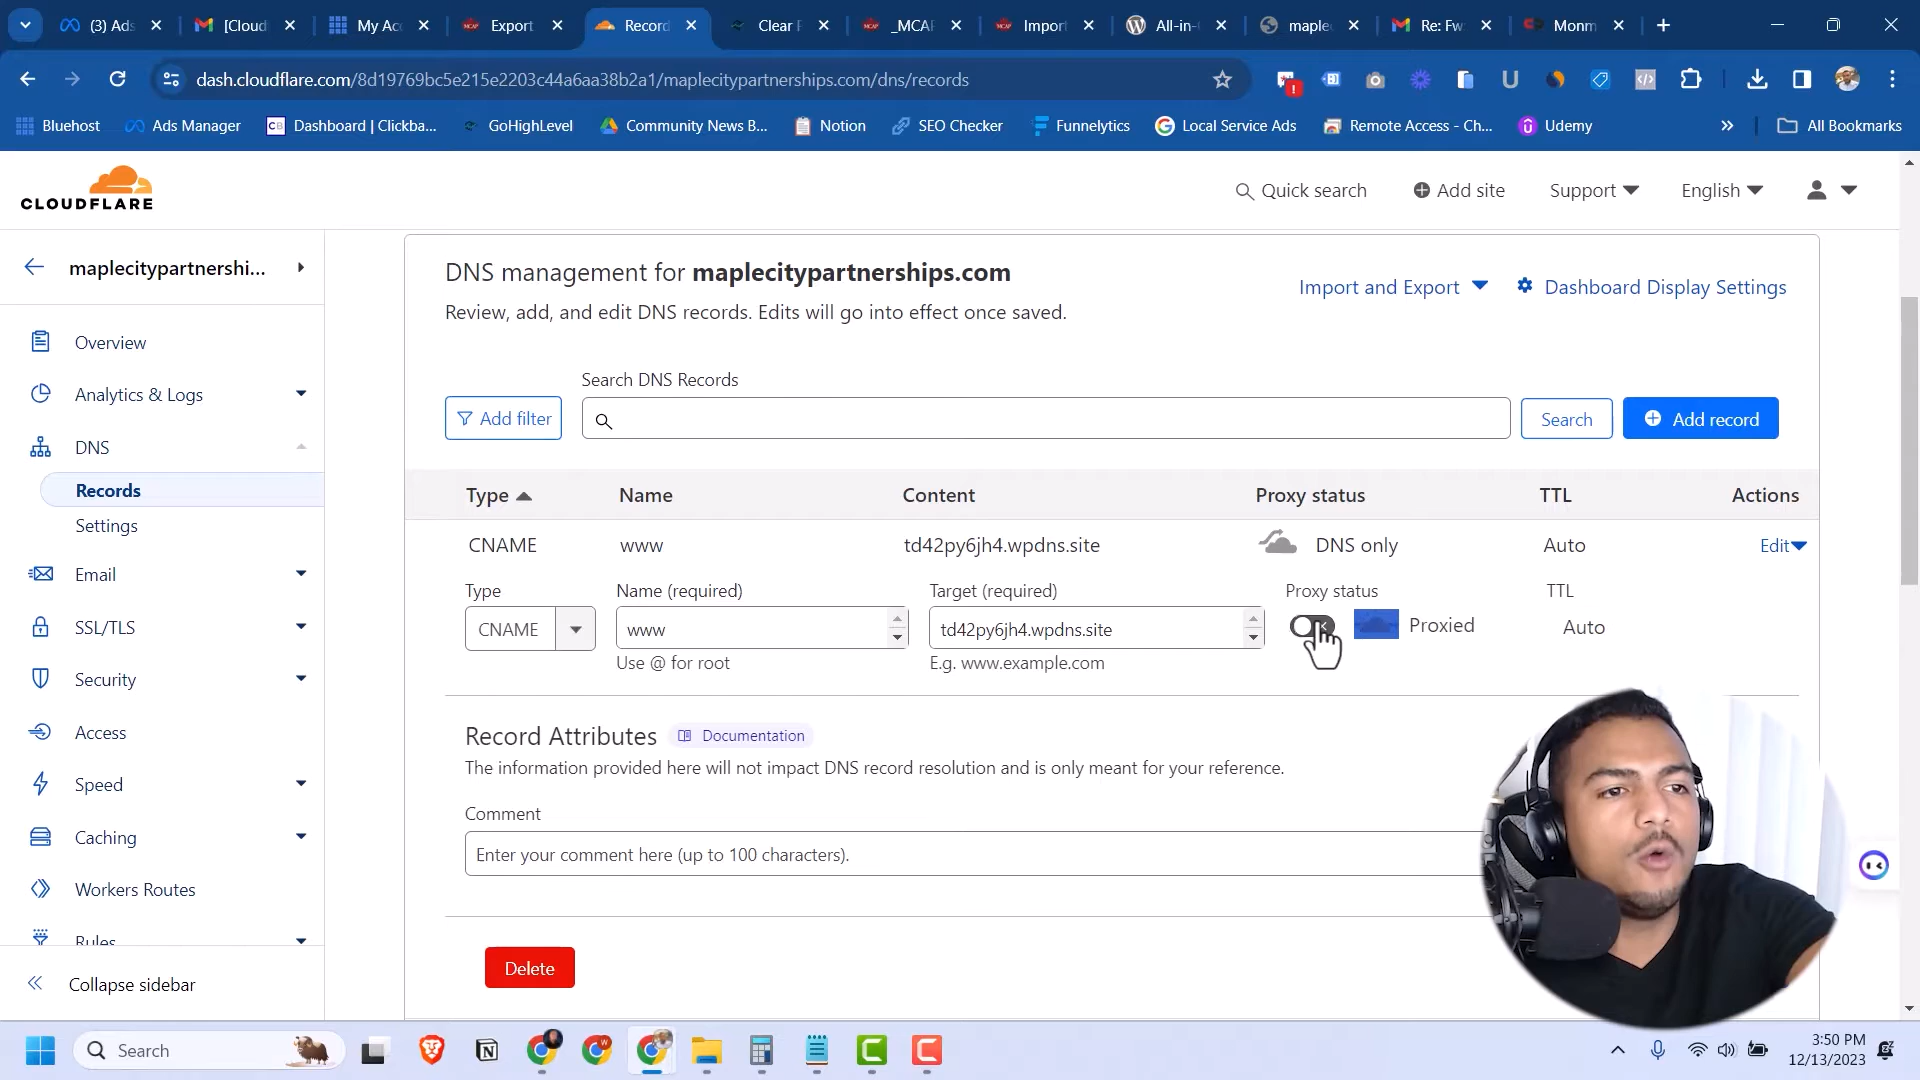 (3) Ads
[Cloud
My Acc
Export
Record
Clear F
_MCAP
Import
All-in-
maplec
Re: Fw
Monm
dash.cloudflare.com/8d19769bc5e215e2203c44a6aa38b2a1/maplecitypartnerships.com/dns/records
Bluehost
Ads Manager
CB
Dashboard | Clickba...
GoHighLevel
Community News B...
Notion
SEO Checker
Funnelytics
Local Service Ads
Remote Access - Ch...
Udemy
All Bookmarks
CLOUDFLARE
Quick search
Add site
Support
English
maplecitypartnershi...
Overview
Analytics & Logs
DNS
Records
Settings
Email
SSL/TLS
Security
Access
Speed
Caching
Workers Routes
Rules
Collapse sidebar
DNS management for maplecitypartnerships.com
Review, add, and edit DNS records. Edits will go into effect once saved.
Import and Export
Dashboard Display Settings
Search DNS Records
Add filter
Search
Add record
Type
Name
Content
Proxy status
TTL
Actions
CNAME
www
td42py6jh4.wpdns.site
DNS only
Auto
Edit
Type
Name (required)
Target (required)
Proxy status
TTL
CNAME
www
td42py6jh4.wpdns.site
Proxied
Auto
Use @ for root
E.g. www.example.com
Record Attributes
Documentation
The information provided here will not impact DNS record resolution and is only meant for your reference.
Comment
Enter your comment here (up to 100 characters).
Delete
Search
3:50 PM
12/13/2023